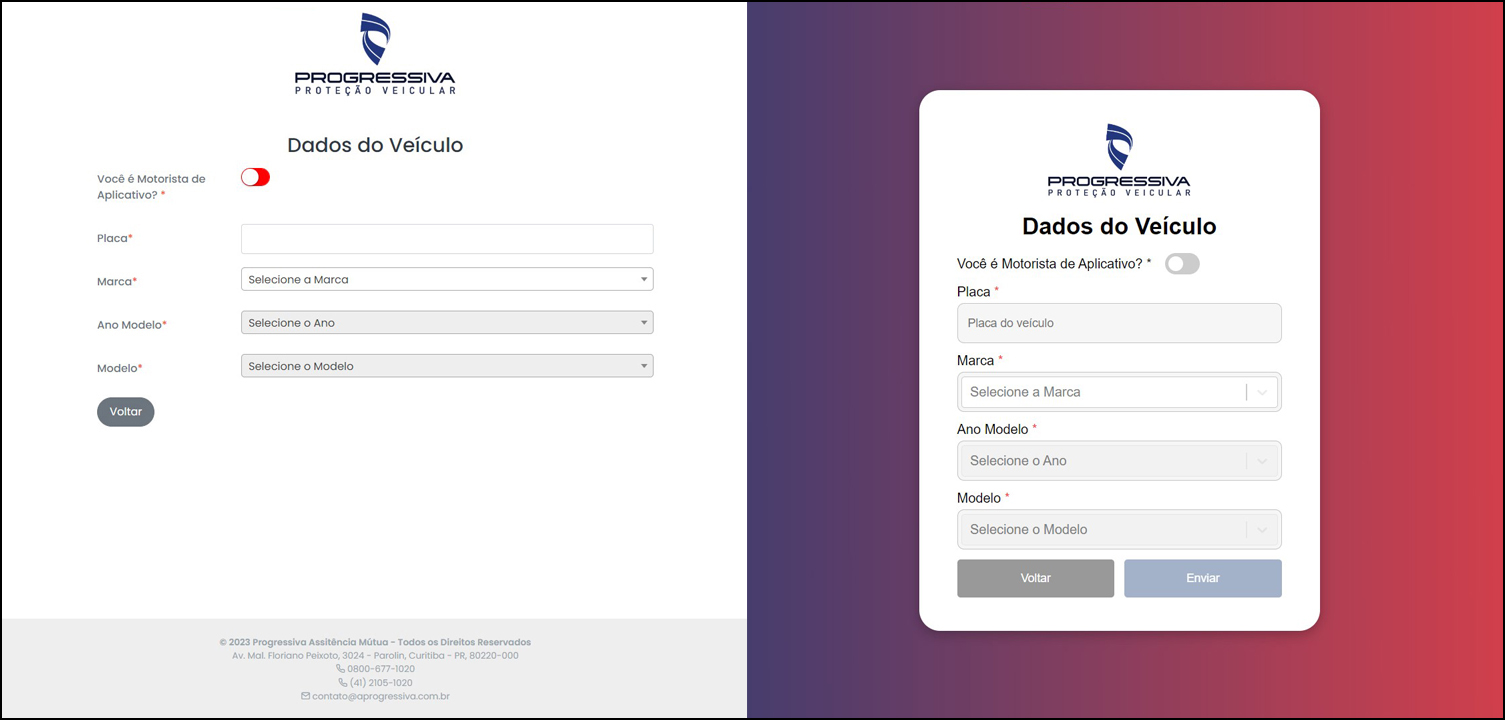 PROGRESSIVA
PROTEÇÃO VEICULAR
Dados do Veículo
Você é Motorista de
Aplicativo? *
Placa*
Marca*
Selecione a Marca
Ano Modelo*
Selecione o Ano
Modelo*
Selecione o Modelo
Voltar
© 2023 Progressiva Assitência Mútua - Todos os Direitos Reservados
Av. Mal. Floriano Peixoto, 3024 - Parolin, Curitiba - PR, 80220-000
0800-677-1020
(41) 2105-1020
contato@aprogressiva.com.br
PROGRESSIVA
PROTEÇÃO VEICULAR
Dados do Veículo
Você é Motorista de Aplicativo? *
Placa *
Placa do veículo
Marca *
Selecione a Marca
Ano Modelo *
Selecione o Ano
Modelo *
Selecione o Modelo
Voltar
Enviar